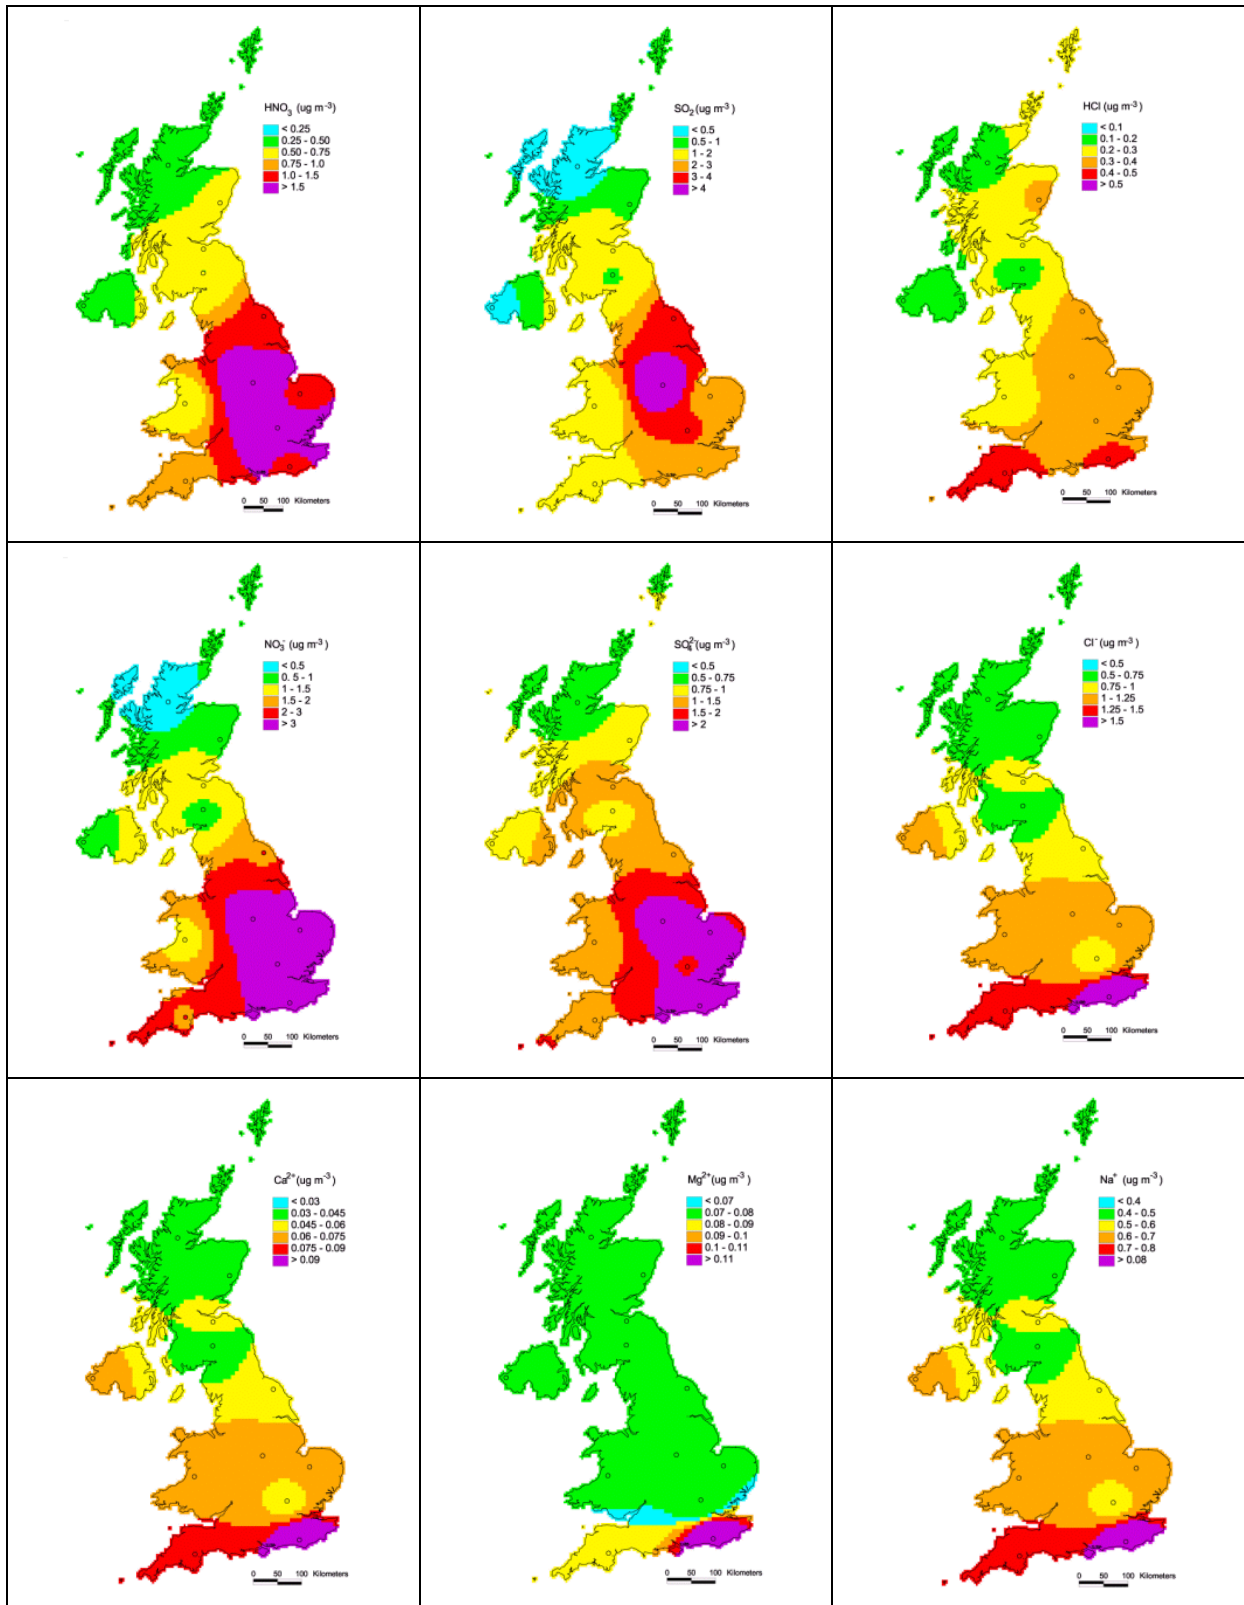 HNO₃ (ug m⁻³)
< 0.25
0.25 - 0.50
0.50 - 0.75
0.75 - 1.0
1.0 - 1.5
> 1.5
0 50 100 Kilometers
SO₂ (ug m⁻³)
< 0.5
0.5 - 1
1 - 2
2 - 3
3 - 4
> 4
0 50 100 Kilometers
HCl (ug m⁻³)
< 0.1
0.1 - 0.2
0.2 - 0.3
0.3 - 0.4
0.4 - 0.5
> 0.5
0 50 100 Kilometers
NO₃⁻ (ug m⁻³)
< 0.5
0. 5 - 1
1 - 1.5
1.5 - 2
2 - 3
> 3
0 50 100 Kilometers
SO₄²⁻(ug m⁻³)
< 0.5
0.5 - 0.75
0.75 - 1
1 - 1.5
1.5 - 2
> 2
0 50 100 Kilometers
Cl⁻ (ug m⁻³)
< 0.5
0.5 - 0.75
0.75 - 1
1 - 1.25
1.25 - 1.5
> 1.5
0 50 100 Kilometers
Ca²⁺(ug m⁻³)
< 0.03
0.03 - 0.045
0.045 - 0.06
0.06 - 0.075
0.075 - 0.09
> 0.09
0 50 100 Kilometers
Mg²⁺(ug m⁻³)
< 0.07
0.07 - 0.08
0.08 - 0.09
0.09 - 0.1
0.1 - 0.11
> 0.11
0 50 100 Kilometers
Na⁺ (ug m⁻³)
< 0.4
0.4 - 0.5
0.5 - 0.6
0.6 - 0.7
0.7 - 0.8
> 0.08
0 50 100 Kilometers